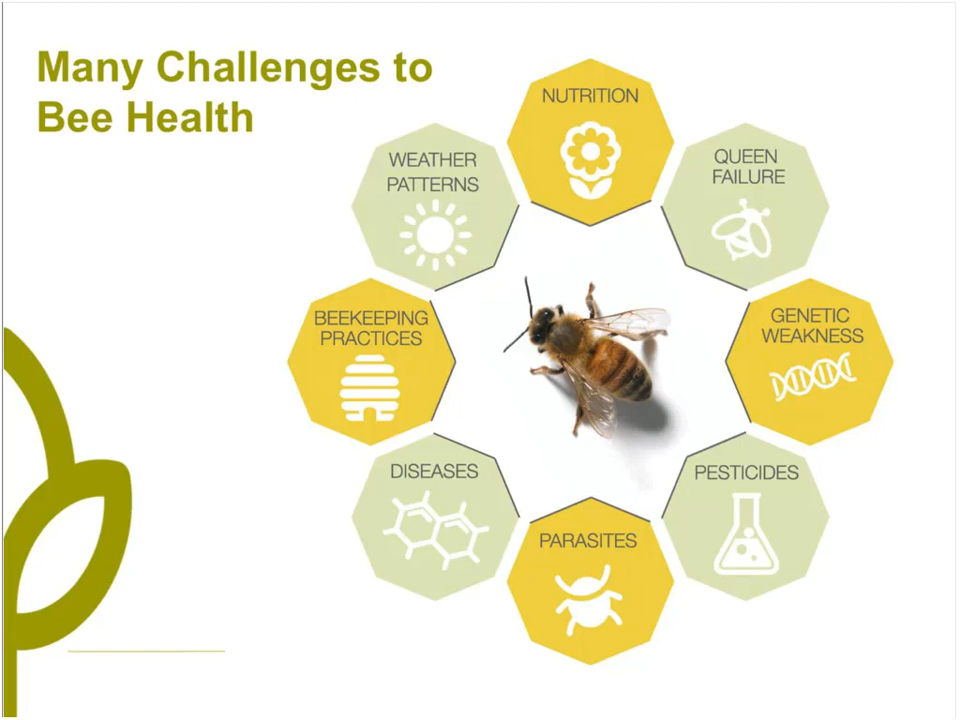 Many Challenges to
Bee Health
NUTRITION
QUEEN
FAILURE
GENETIC
WEAKNESS
PESTICIDES
PARASITES
DISEASES
BEEKEEPING
PRACTICES
WEATHER
PATTERNS